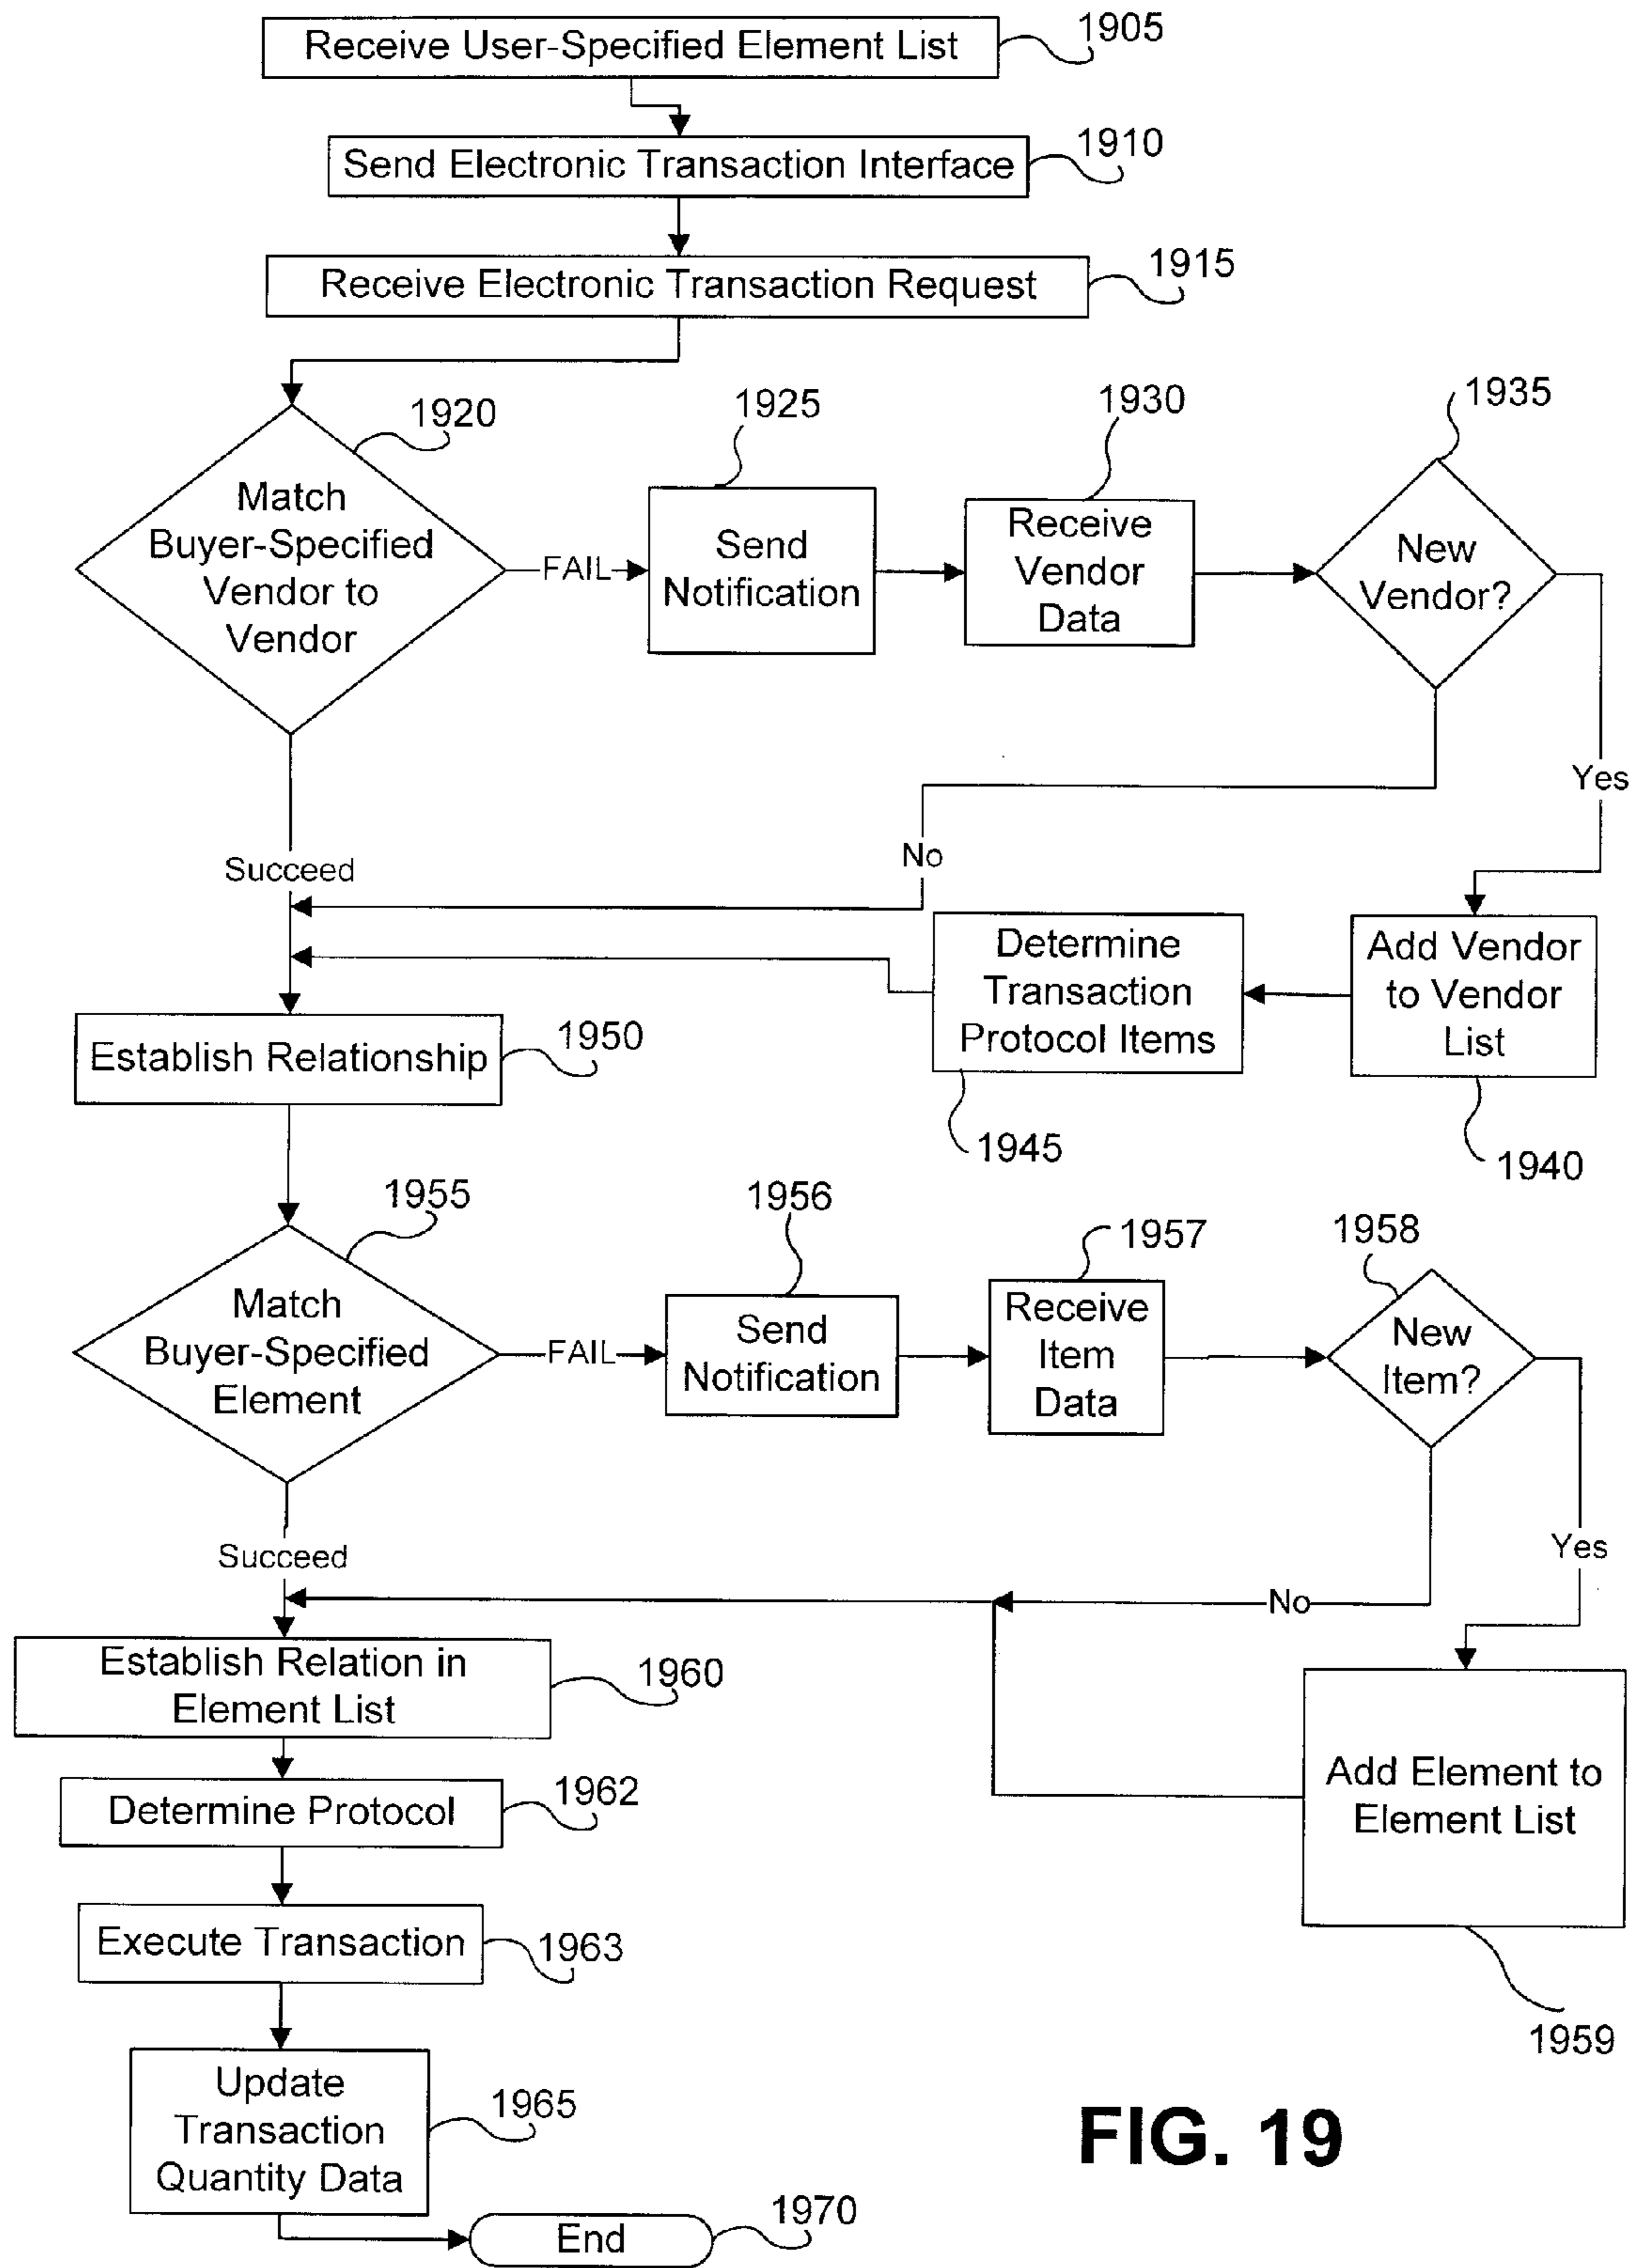 Receive User-Specified Element List
1905
Send Electronic Transaction Interface
1910
Receive Electronic Transaction Request
1915
1920
1925
1930
1935
Match
Buyer-Specified
Vendor to
Vendor
FAIL
Send
Notification
Receive
Vendor
Data
New
Vendor?
Yes
No
Succeed
Determine
Transaction
Protocol Items
1945
Add Vendor
to Vendor
List
1940
Establish Relationship
1950
1955
1956
1957
1958
Match
Buyer-Specified
Element
FAIL
Send
Notification
Receive
Item
Data
New
Item?
Yes
No
Succeed
Establish Relation in
Element List
1960
Add Element to
Element List
1959
Determine Protocol
1962
Execute Transaction
1963
Update
Transaction
Quantity Data
1965
End
1970
FIG. 19